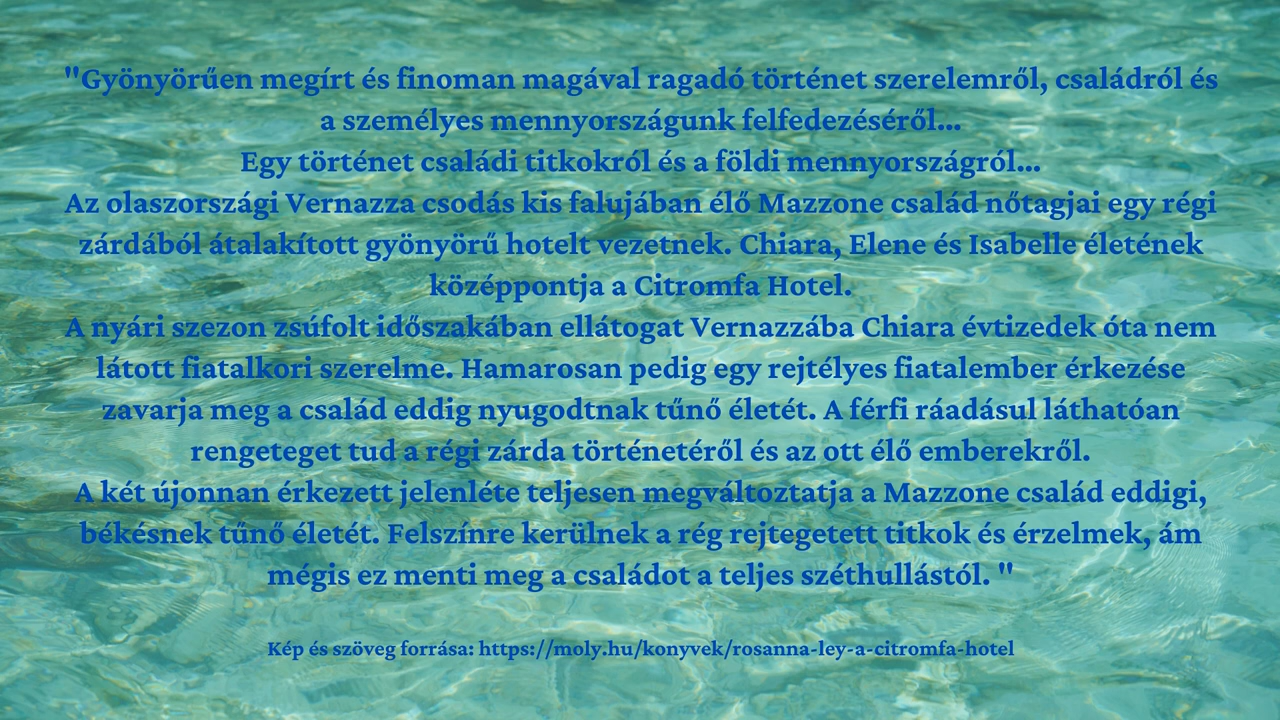 "Gyönyörűen megírt és finoman magával ragadó történet szerelemről, családról és
a személyes mennyországunk felfedezéséről...
Egy történet családi titkokról és a földi mennyországról...
Az olaszországi Vernazza csodás kis falujában élő Mazzone család nőtagjai egy régi
zárdából átalakított gyönyörű hotelt vezetnek. Chiara, Elene és Isabelle életének
középpontja a Citromfa Hotel.
A nyári szezon zsúfolt időszakában ellátogat Vernazzába Chiara évtizedek óta nem
látott fiatalkori szerelme. Hamarosan pedig egy rejtélyes fiatalember érkezése
zavarja meg a család eddig nyugodtnak tűnő életét. A férfi ráadásul láthatóan
rengeteget tud a régi zárda történetéről és az ott élő emberekről.
A két újonnan érkezett jelenléte teljesen megváltoztatja a Mazzone család eddigi,
békésnek tűnő életét. Felszínre kerülnek a rég rejtegetett titkok és érzelmek, ám
mégis ez menti meg a családot a teljes széthullástól. "
Kép és szöveg forrása: https://moly.hu/konyvek/rosanna-ley-a-citromfa-hotel